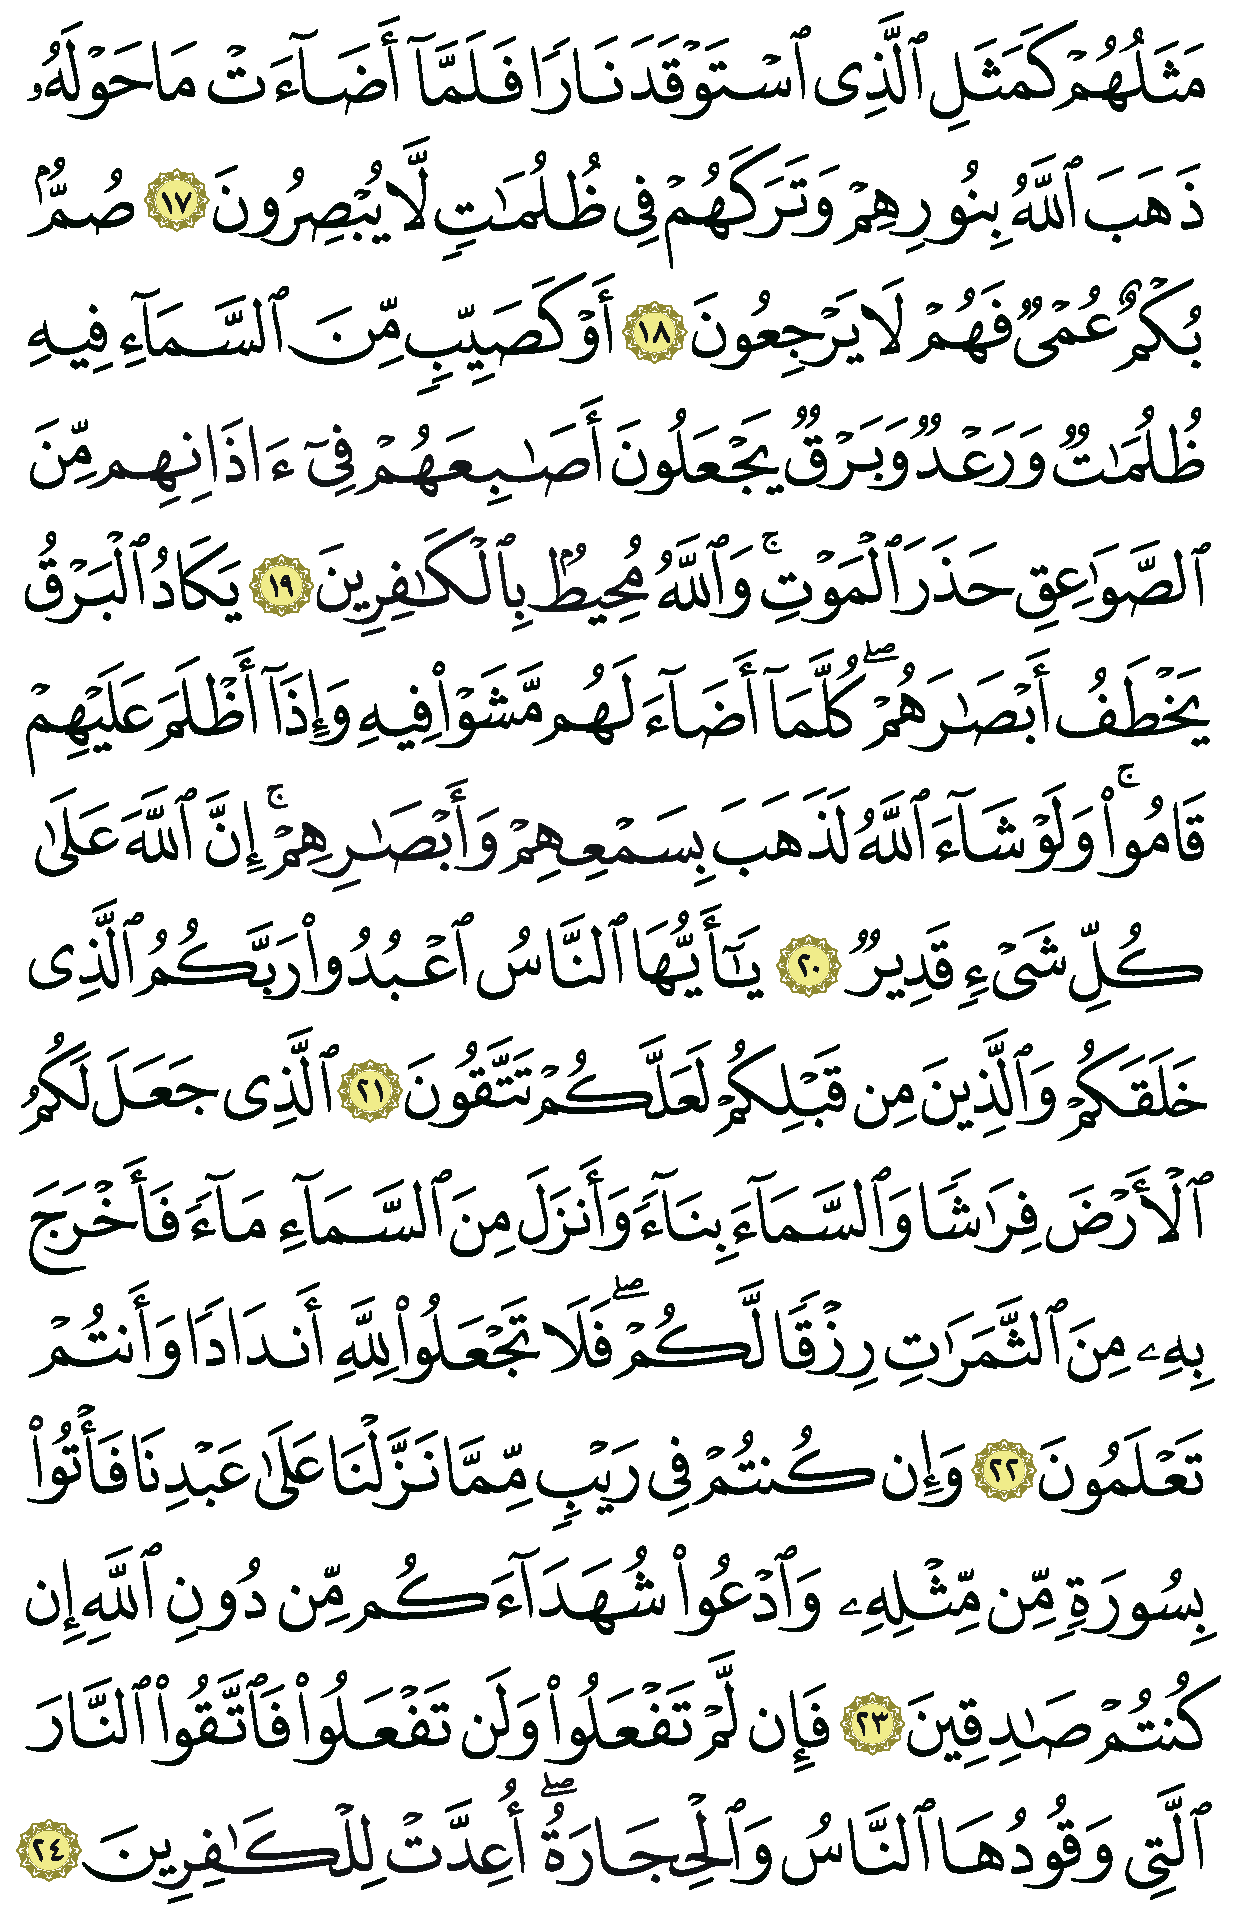 مَثَلُهُمْ كَمَثَلِ ٱلَّذِى ٱسْتَوْقَدَ نَارًا فَلَمَّآ أَضَآءَتْ مَا حَوْلَهُۥ
ذَهَبَ ٱللَّهُ بِنُورِهِمْ وَتَرَكَهُمْ فِى ظُلُمَٰتٍ لَّا يُبْصِرُونَ ١٧ صُمٌّۢ
بُكْمٌ عُمْىٌ فَهُمْ لَا يَرْجِعُونَ ١٨ أَوْ كَصَيِّبٍ مِّنَ ٱلسَّمَآءِ فِيهِ
ظُلُمَٰتٌ وَرَعْدٌ وَبَرْقٌ يَجْعَلُونَ أَصَٰبِعَهُمْ فِىٓ ءَاذَانِهِم مِّنَ
ٱلصَّوَٰعِقِ حَذَرَ ٱلْمَوْتِ ۚ وَٱللَّهُ مُحِيطٌۢ بِٱلْكَٰفِرِينَ ١٩ يَكَادُ ٱلْبَرْقُ
يَخْطَفُ أَبْصَٰرَهُمْ ۖ كُلَّمَآ أَضَآءَ لَهُم مَّشَوْا۟ فِيهِ وَإِذَآ أَظْلَمَ عَلَيْهِمْ
قَامُوا۟ ۚ وَلَوْ شَآءَ ٱللَّهُ لَذَهَبَ بِسَمْعِهِمْ وَأَبْصَٰرِهِمْ ۚ إِنَّ ٱللَّهَ عَلَىٰ
كُلِّ شَىْءٍ قَدِيرٌ ٢٠ يَٰٓأَيُّهَا ٱلنَّاسُ ٱعْبُدُوا۟ رَبَّكُمُ ٱلَّذِى
خَلَقَكُمْ وَٱلَّذِينَ مِن قَبْلِكُمْ لَعَلَّكُمْ تَتَّقُونَ ٢١ ٱلَّذِى جَعَلَ لَكُمُ
ٱلْأَرْضَ فِرَٰشًا وَٱلسَّمَآءَ بِنَآءً وَأَنزَلَ مِنَ ٱلسَّمَآءِ مَآءً فَأَخْرَجَ
بِهِۦ مِنَ ٱلثَّمَرَٰتِ رِزْقًا لَّكُمْ ۖ فَلَا تَجْعَلُوا۟ لِلَّهِ أَندَادًا وَأَنتُمْ
تَعْلَمُونَ ٢٢ وَإِن كُنتُمْ فِى رَيْبٍ مِّمَّا نَزَّلْنَا عَلَىٰ عَبْدِنَا فَأْتُوا۟
بِسُورَةٍ مِّن مِّثْلِهِۦ وَٱدْعُوا۟ شُهَدَآءَكُم مِّن دُونِ ٱللَّهِ إِن
كُنتُمْ صَٰدِقِينَ ٢٣ فَإِن لَّمْ تَفْعَلُوا۟ وَلَن تَفْعَلُوا۟ فَٱتَّقُوا۟ ٱلنَّارَ
ٱلَّتِى وَقُودُهَا ٱلنَّاسُ وَٱلْحِجَارَةُ ۖ أُعِدَّتْ لِلْكَٰفِرِينَ ٢٤